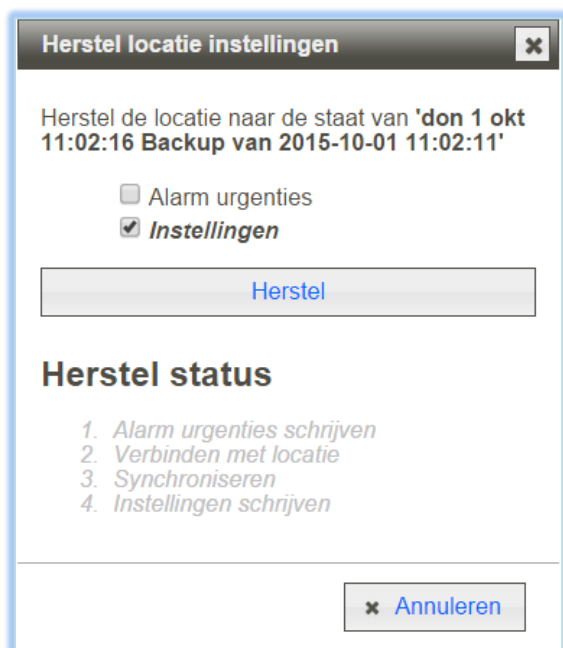 Herstel locatie instellingen
Herstel de locatie naar de staat van 'don 1 okt
11:02:16 Backup van 2015-10-01 11:02:11'
Alarm urgenties
Instellingen
Herstel
Herstel status
1. Alarm urgenties schrijven
2. Verbinden met locatie
3. Synchroniseren
4. Instellingen schrijven
Annuleren